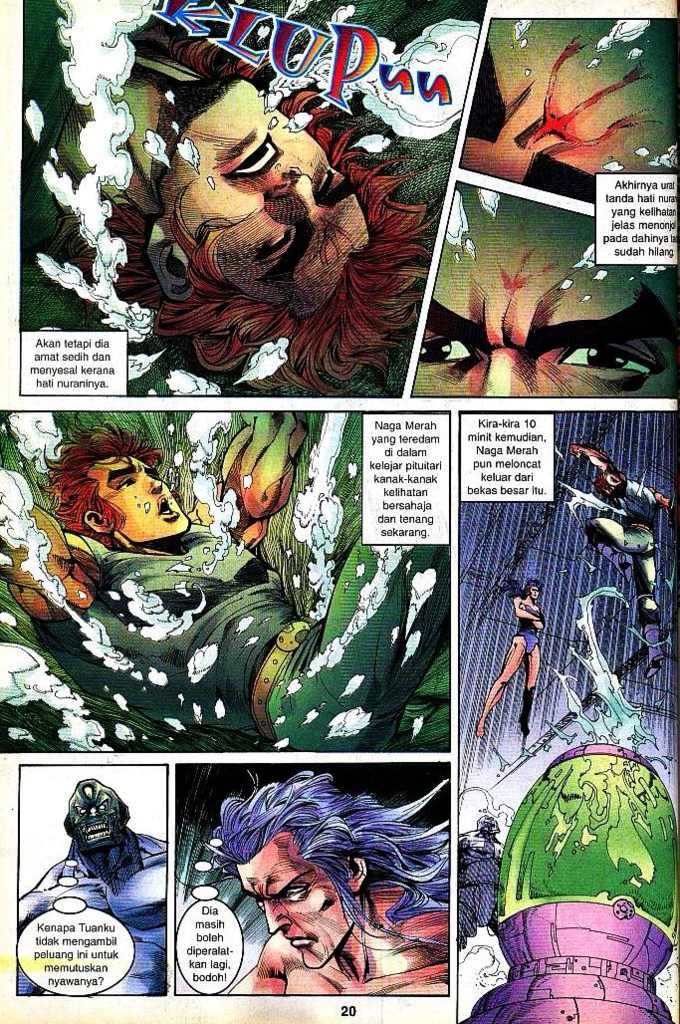 KLUPuu
Akhirnya urat
tanda hati nura
yang kelihatan
jelas menonjol
pada dahinya
sudah hilang.
Akan tetapi dia
amat sedih dan
menyesal kerana
hati nuraninya.
Naga Merah
yang teredam di
dalam
kelejar pituitari
kanak-kanak
kelihatan
bersahaja
dan tenang
sekarang.
Kira-kira 10
minit kemudian,
Naga Merah
pun meloncat
keluar dari
bekas besar itu.
Kenapa Tuanku
tidak mengambil
peluang ini untuk
memutuskan
nyawanya?
Dia
masih
boleh
diperalat-
kan lagi,
bodoh!
20